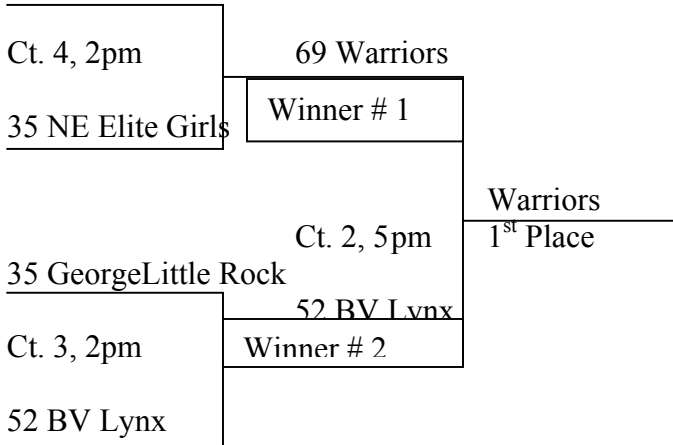 Ct. 4, 2pm
69 Warriors
Winner # 1
35 NE Elite Girls
Warriors
1st Place
Ct. 2, 5pm
35 GeorgeLittle Rock
52 BV Lynx
Ct. 3, 2pm
Winner # 2
52 BV Lynx